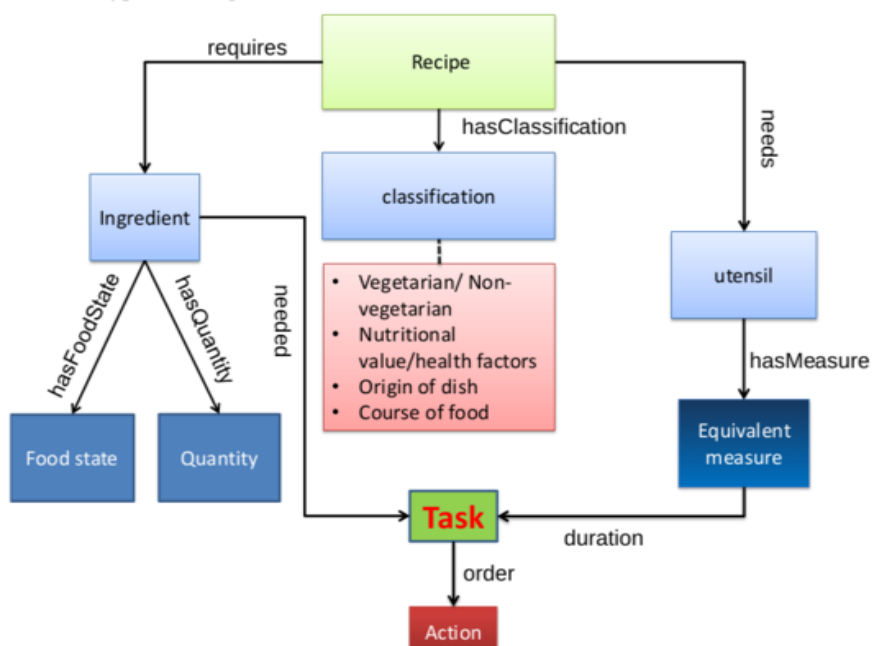 requires
Recipe
hasClassification
needs
classification
Ingredient
utensil
hasFoodState
hasQuantity
needed
• Vegetarian/ Non-
vegetarian
• Nutritional
value/health factors
• Origin of dish
• Course of food
hasMeasure
Food state
Quantity
Equivalent
measure
Task
duration
order
Action